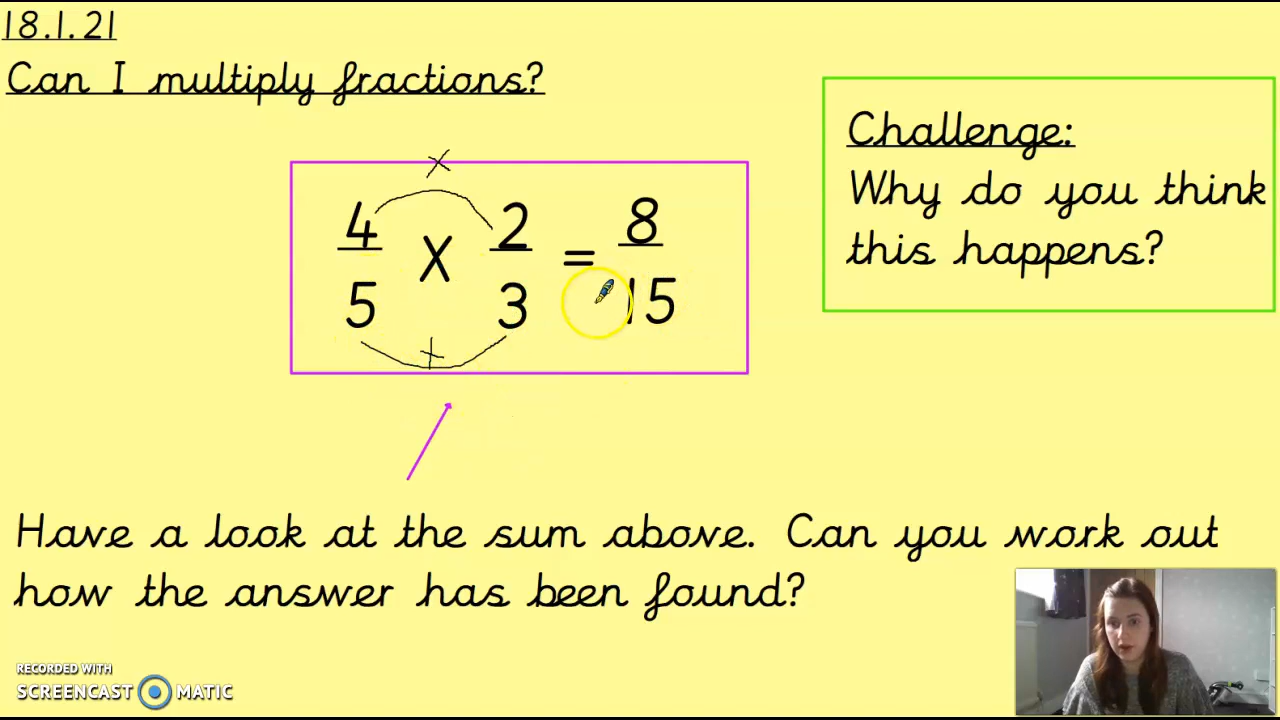 18.1.21
Can I multiply fractions?
×
4 2 8
X =
5 3 15
+
Challenge:
Why do you think
this happens?
Have a look at the sum above. Can you work out
how the answer has been found?
RECORDED WITH
SCREENCAST MATIC